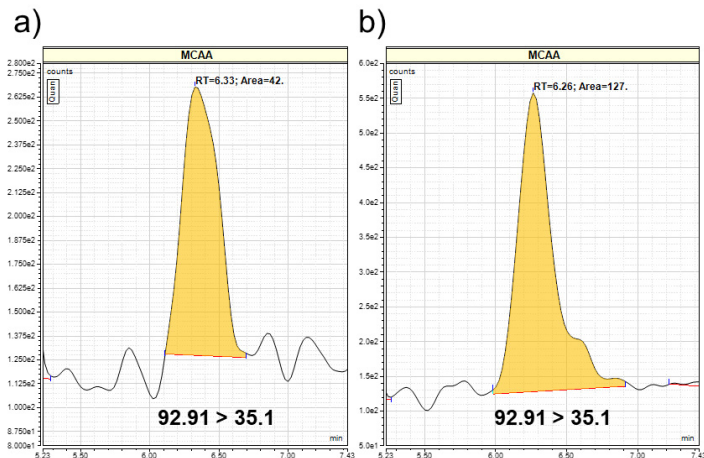 a)
MCAA
counts
Quan
RT=6.33; Area=42.
2.800e2
2.750e2
2.625e2
2.500e2
2.375e2
2.250e2
2.125e2
2.000e2
1.875e2
1.750e2
1.625e2
1.500e2
1.375e2
1.250e2
1.125e2
1.000e2
8.000e1
92.91 > 35.1
min
5.23 5.50 6.00 6.50 7.00 7.43
b)
MCAA
counts
Quan
RT=6.26; Area=127.
6.0e2
5.5e2
5.0e2
4.5e2
4.0e2
3.5e2
3.0e2
2.5e2
2.0e2
1.5e2
1.0e2
5.0e1
92.91 > 35.1
min
5.23 5.50 6.00 6.50 7.00 7.43